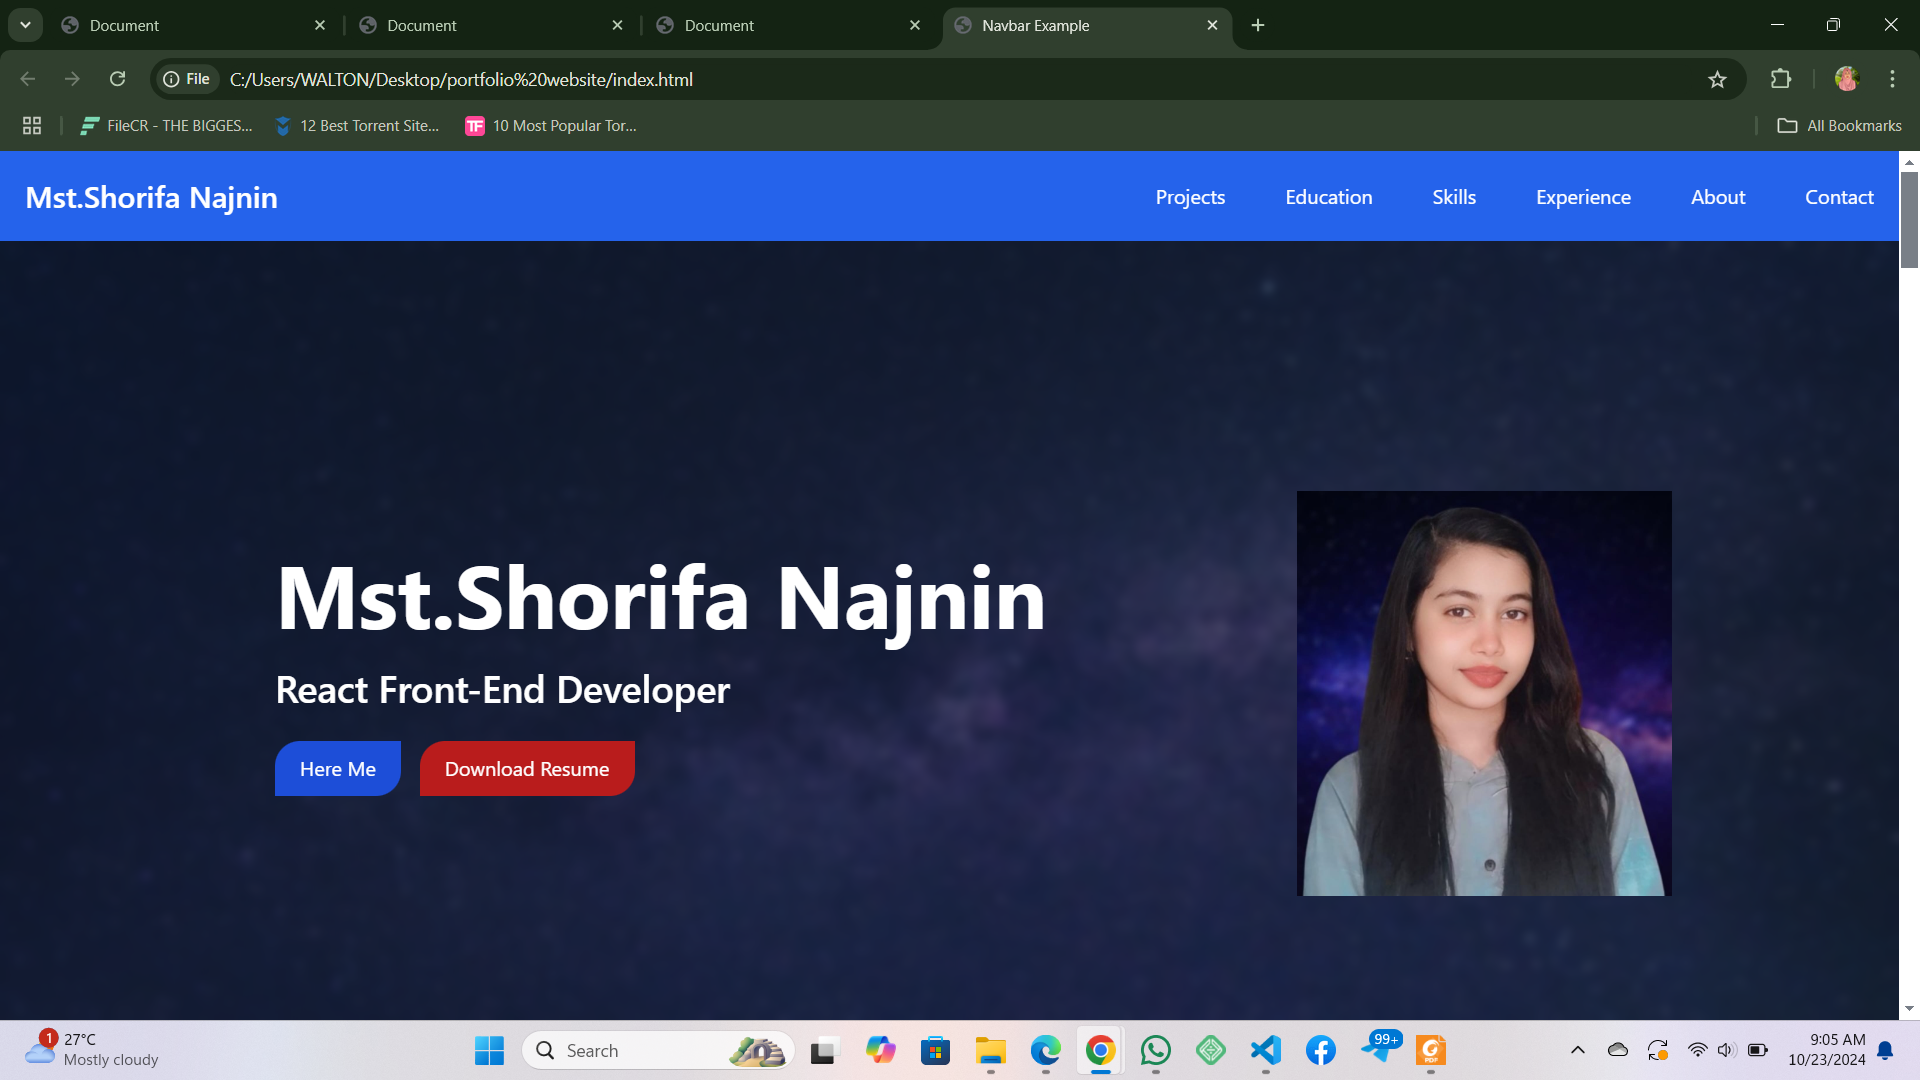 Document
Document
Document
Navbar Example
File
C:/Users/WALTON/Desktop/portfolio%20website/index.html
FileCR - THE BIGGES...
12 Best Torrent Site...
TF
10 Most Popular Tor...
All Bookmarks
Mst.Shorifa Najnin
Projects
Education
Skills
Experience
About
Contact
Mst.Shorifa Najnin
React Front-End Developer
Here Me
Download Resume
1
27°C
Mostly cloudy
Search
99+
PDF
9:05 AM
10/23/2024